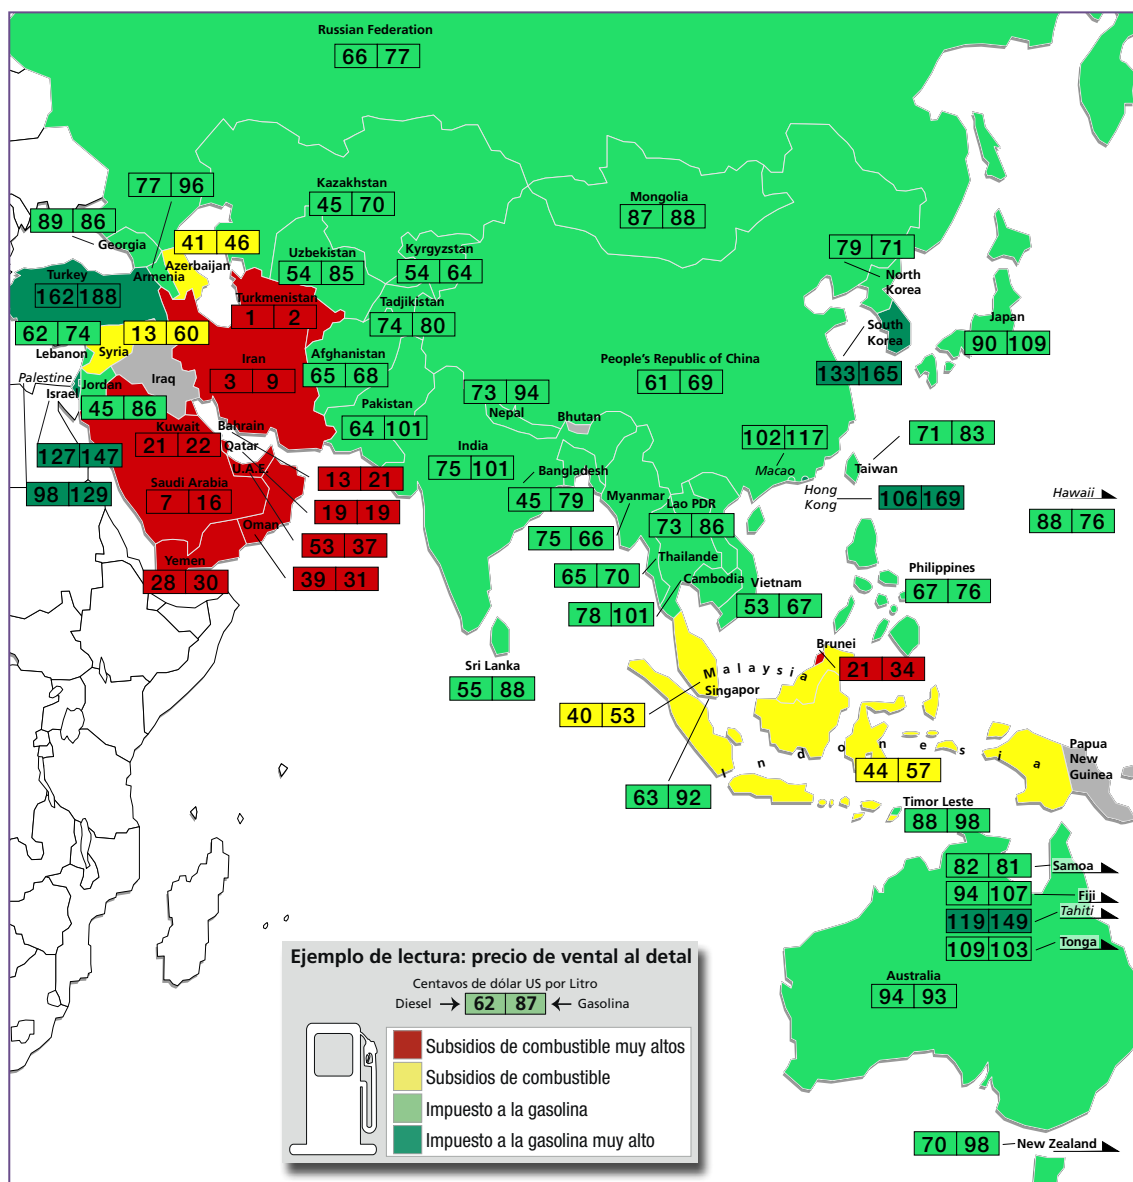 Russian Federation
66 77
77 96
Kazakhstan
45 70
Mongolia
87 88
89 86
Georgia
41 46
Azerbaijan
Armenia
Uzbekistan
54 85
Kyrgyzstan
54 64
79 71
North
Korea
Turkey
162 188
Turkmenistan
1 2
Tadjikistan
74 80
Japan
90 109
South
Korea
133 165
62 74
Lebanon
13 60
Syria
Iraq
Iran
3 9
Afghanistan
65 68
People's Republic of China
61 69
Palestine
Israel
Jordan
45 86
73 94
Nepal
Bhutan
Pakistan
64 101
Kuwait
21 22
Bahrain
Qatar
U.A.E.
India
75 101
102 117
Macao
71 83
Taiwan
127 147
98 129
Saudi Arabia
7 16
13 21
19 19
53 37
39 31
Oman
Yemen
28 30
Bangladesh
45 79
Myanmar
75 66
Lao PDR
73 86
Hong
Kong
106 169
Hawaii
88 76
65 70
Thailande
78 101
Cambodia
Vietnam
53 67
Philippines
67 76
Sri Lanka
55 88
Brunei
21 34
Malaysia
Singapor
40 53
63 92
Indonesia
44 57
Papua
New
Guinea
Timor Leste
88 98
82 81 Samoa
94 107 Fiji
119 149 Tahiti
109 103 Tonga
Australia
94 93
70 98 New Zealand
Ejemplo de lectura: precio de vental al detal
Centavos de dólar US por Litro
Diesel 62 87 Gasolina
Subsidios de combustible muy altos
Subsidios de combustible
Impuesto a la gasolina
Impuesto a la gasolina muy alto